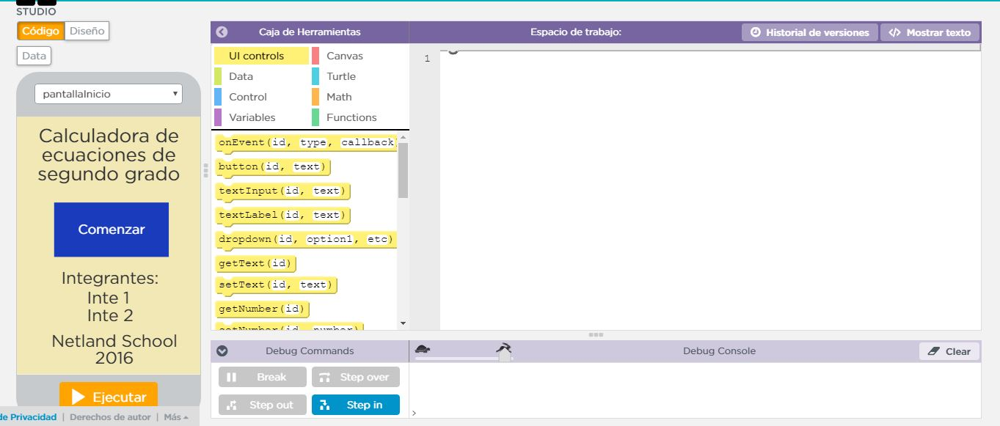 STUDIO
Código Diseño
Data
pantallaInicio
Calculadora de
ecuaciones de
segundo grado
Comenzar
Integrantes:
Inte 1
Inte 2
Netland School
2016
Ejecutar
de Privacidad | Derechos de autor | Más
Caja de Herramientas
UI controls Canvas
Data Turtle
Control Math
Variables Functions
onEvent(id, type, callback
button(id, text)
textInput(id, text)
textLabel(id, text)
dropdown(id, option1, etc)
getText(id)
setText(id, text)
getNumber(id)
setNumber(id, number)
Espacio de trabajo: Historial de versiones </> Mostrar texto
1
Debug Commands
Break Step over
Step out Step in
Debug Console Clear
>